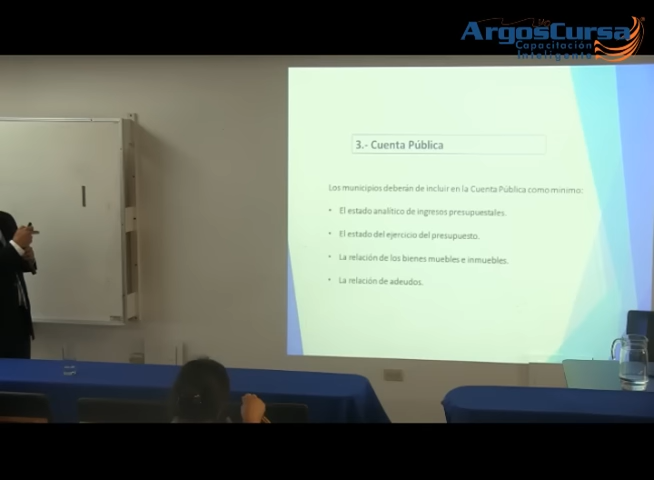 ArgosCursa
Capacitación
Inteligente
3.- Cuenta Pública
Los municipios deberán de incluir en la Cuenta Pública como mínimo:
• El estado analítico de ingresos presupuestales.
• El estado del ejercicio del presupuesto.
• La relación de los bienes muebles e inmuebles.
• La relación de adeudos.